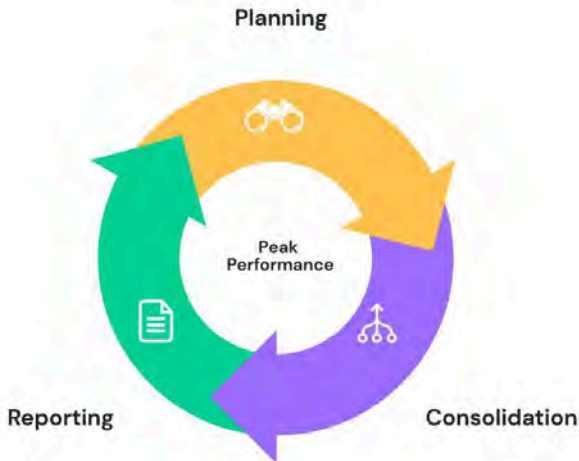 Planning
Peak
Performance
Reporting
Consolidation